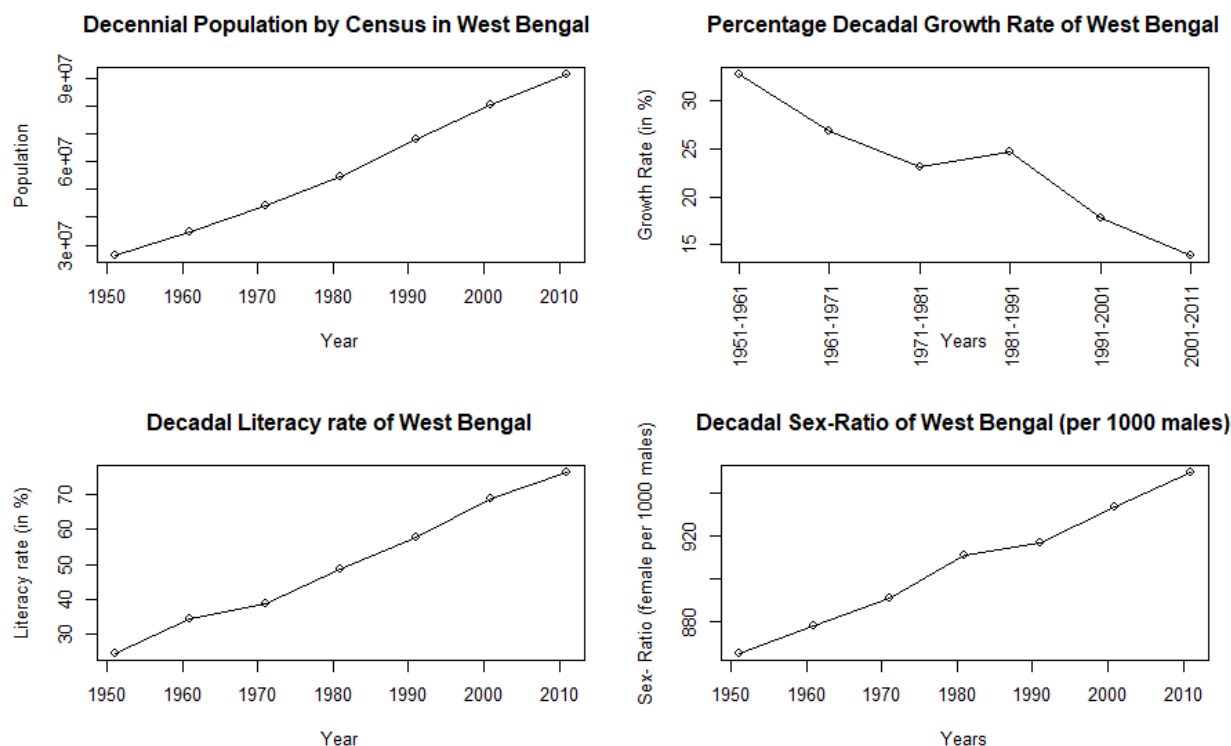 Decennial Population by Census in West Bengal
Population
9e+07
6e+07
3e+07
1950 1960 1970 1980 1990 2000 2010
Year
Percentage Decadal Growth Rate of West Bengal
Growth Rate (in %)
30
25
20
15
1951-1961 1961-1971 1971-1981 1981-1991 1991-2001 2001-2011
Years
Decadal Literacy rate of West Bengal
Literacy rate (in %)
70
60
50
40
30
1950 1960 1970 1980 1990 2000 2010
Year
Decadal Sex-Ratio of West Bengal (per 1000 males)
Sex- Ratio (female per 1000 males)
920
880
1950 1960 1970 1980 1990 2000 2010
Years